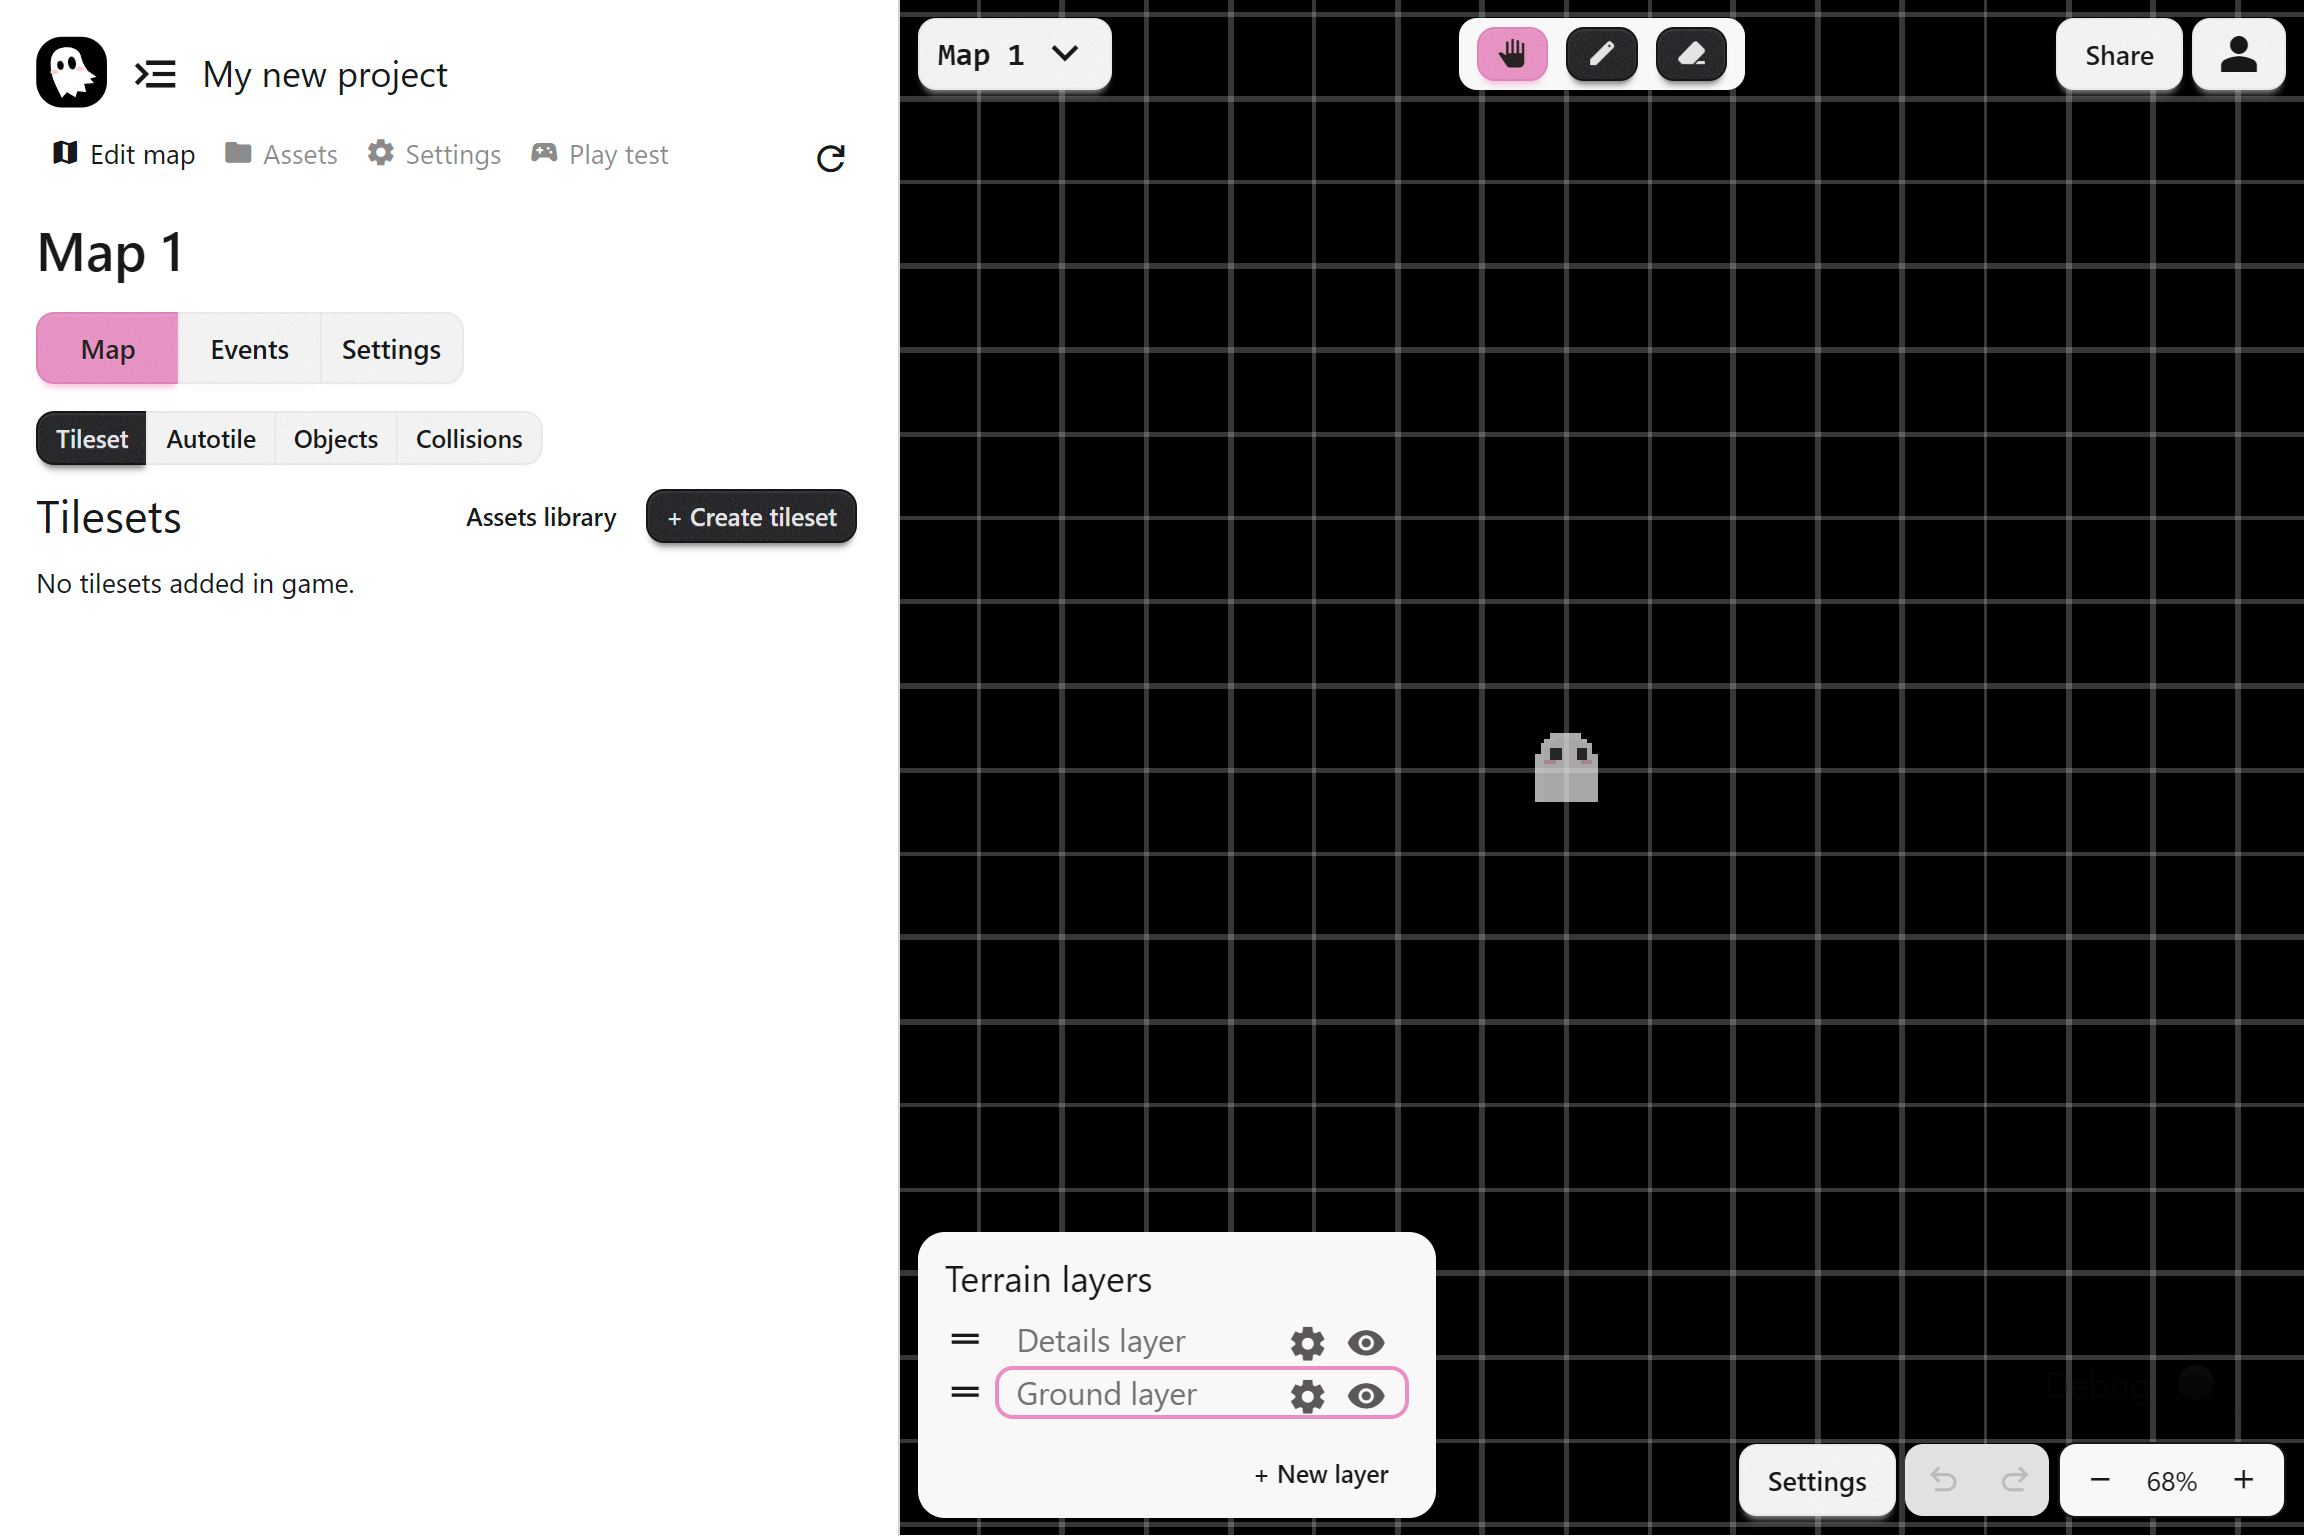 My new project
Edit map
Assets
Settings
Play test
Map 1
Map
Events
Settings
Tileset
Autotile
Objects
Collisions
Tilesets
Assets library
+ Create tileset
No tilesets added in game.
Map 1
Share
Terrain layers
Details layer
Ground layer
+ New layer
Debug
Settings
68%